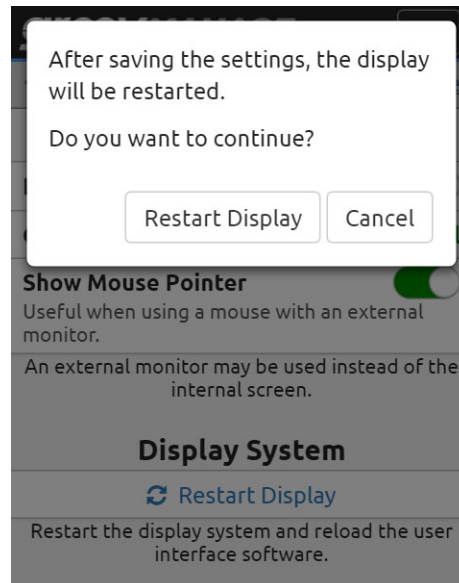 After saving the settings, the display
will be restarted.
Do you want to continue?
Restart Display
Cancel
Show Mouse Pointer
Useful when using a mouse with an external
monitor.
An external monitor may be used instead of the
internal screen.
Display System
Restart Display
Restart the display system and reload the user
interface software.